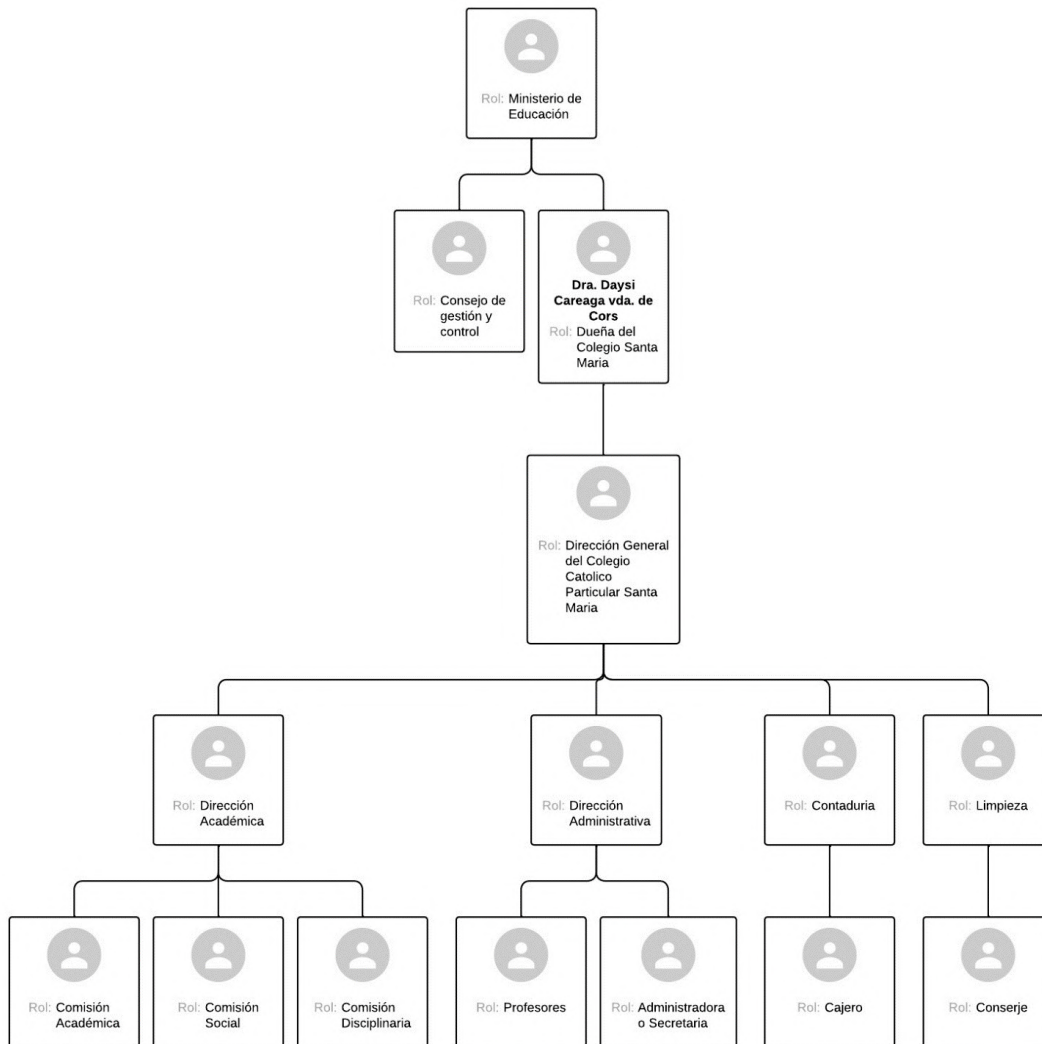 Rol: Ministerio de
Educación
Rol: Consejo de
gestión y
control
Dra. Daysi
Careaga vda. de
Cors
Rol: Dueña del
Colegio Santa
Maria
Rol: Dirección General
del Colegio
Catolico
Particular Santa
Maria
Rol: Dirección
Académica
Rol: Dirección
Administrativa
Rol: Contaduria
Rol: Limpieza
Rol: Comisión
Académica
Rol: Comisión
Social
Rol: Comisión
Disciplinaria
Rol: Profesores
Rol: Administradora
o Secretaria
Rol: Cajero
Rol: Conserje